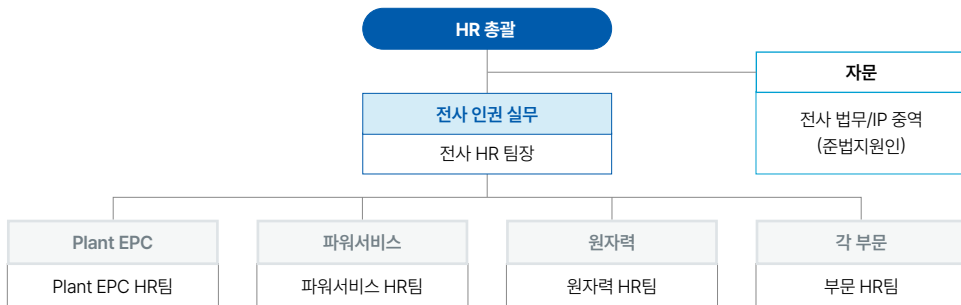 HR 총괄
자문
전사 법무/IP 중역
(준법지원인)
전사 인권 실무
전사 HR 팀장
Plant EPC
Plant EPC HR팀
파워서비스
파워서비스 HR팀
원자력
원자력 HR팀
각 부문
부문 HR팀